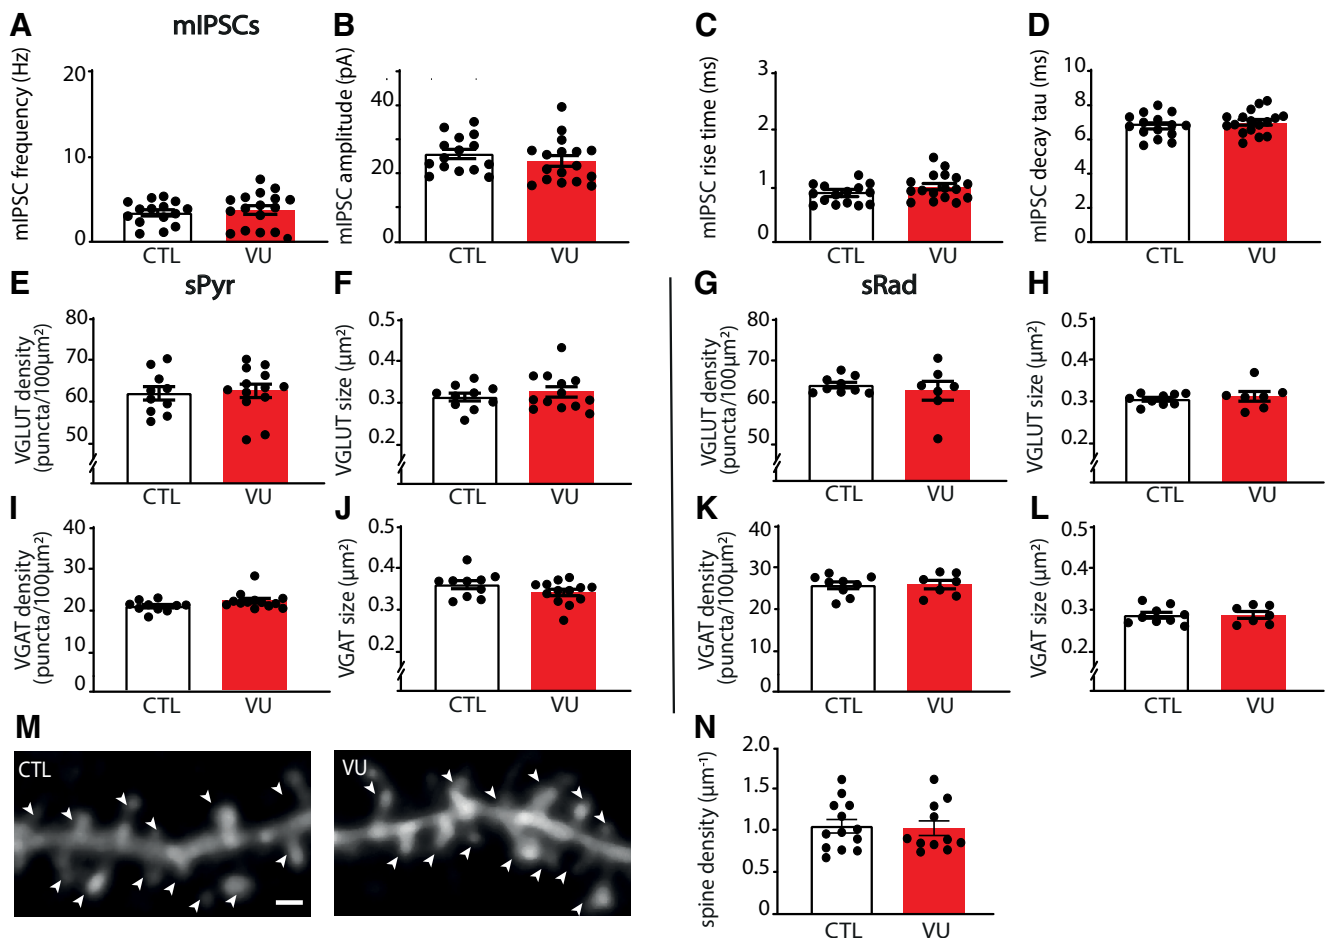 A mIPSCs B C D
mIPSC frequency (Hz)
20
10
0
CTL VU
mIPSC amplitude (pA)
40
20
0
CTL VU
mIPSC rise time (ms)
3
2
1
0
CTL VU
mIPSC decay tau (ms)
10
8
6
4
2
0
CTL VU
E sPyr F G sRad H
VGLUT density
(puncta/100µm²)
80
70
60
50
CTL VU
VGLUT size (µm²)
0.5
0.4
0.3
0.2
CTL VU
VGLUT density
(puncta/100µm²)
80
70
60
50
CTL VU
VGLUT size (µm²)
0.5
0.4
0.3
0.2
CTL VU
I J K L
VGAT density
(puncta/100µm²)
40
30
20
10
0
CTL VU
VGAT size (µm²)
0.5
0.4
0.3
0.2
CTL VU
VGAT density
(puncta/100µm²)
40
30
20
10
0
CTL VU
VGAT size (µm²)
0.5
0.4
0.3
0.2
CTL VU
M N
CTL VU
spine density (µm⁻¹)
2.0
1.5
1.0
0.5
0
CTL VU